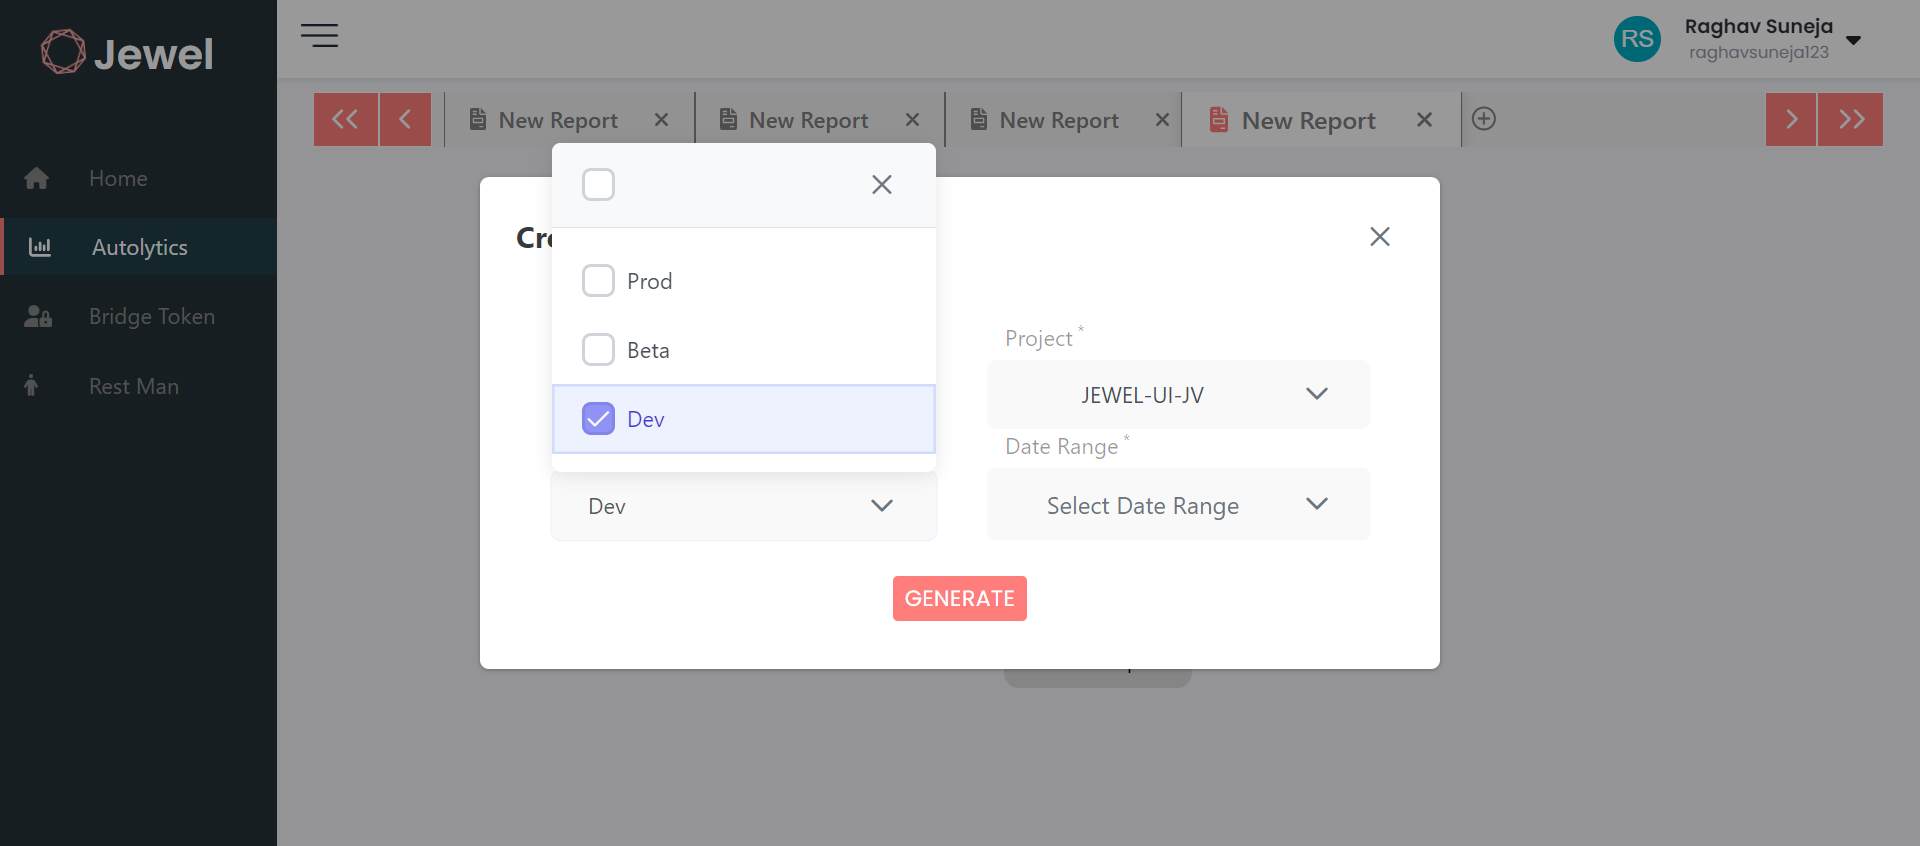 Jewel
Home
Autolytics
Bridge Token
Rest Man
RS
Raghav Suneja
raghavsuneja123
New Report
New Report
New Report
New Report
Prod
Beta
Dev
Dev
Project *
JEWEL-UI-JV
Date Range *
Select Date Range
GENERATE